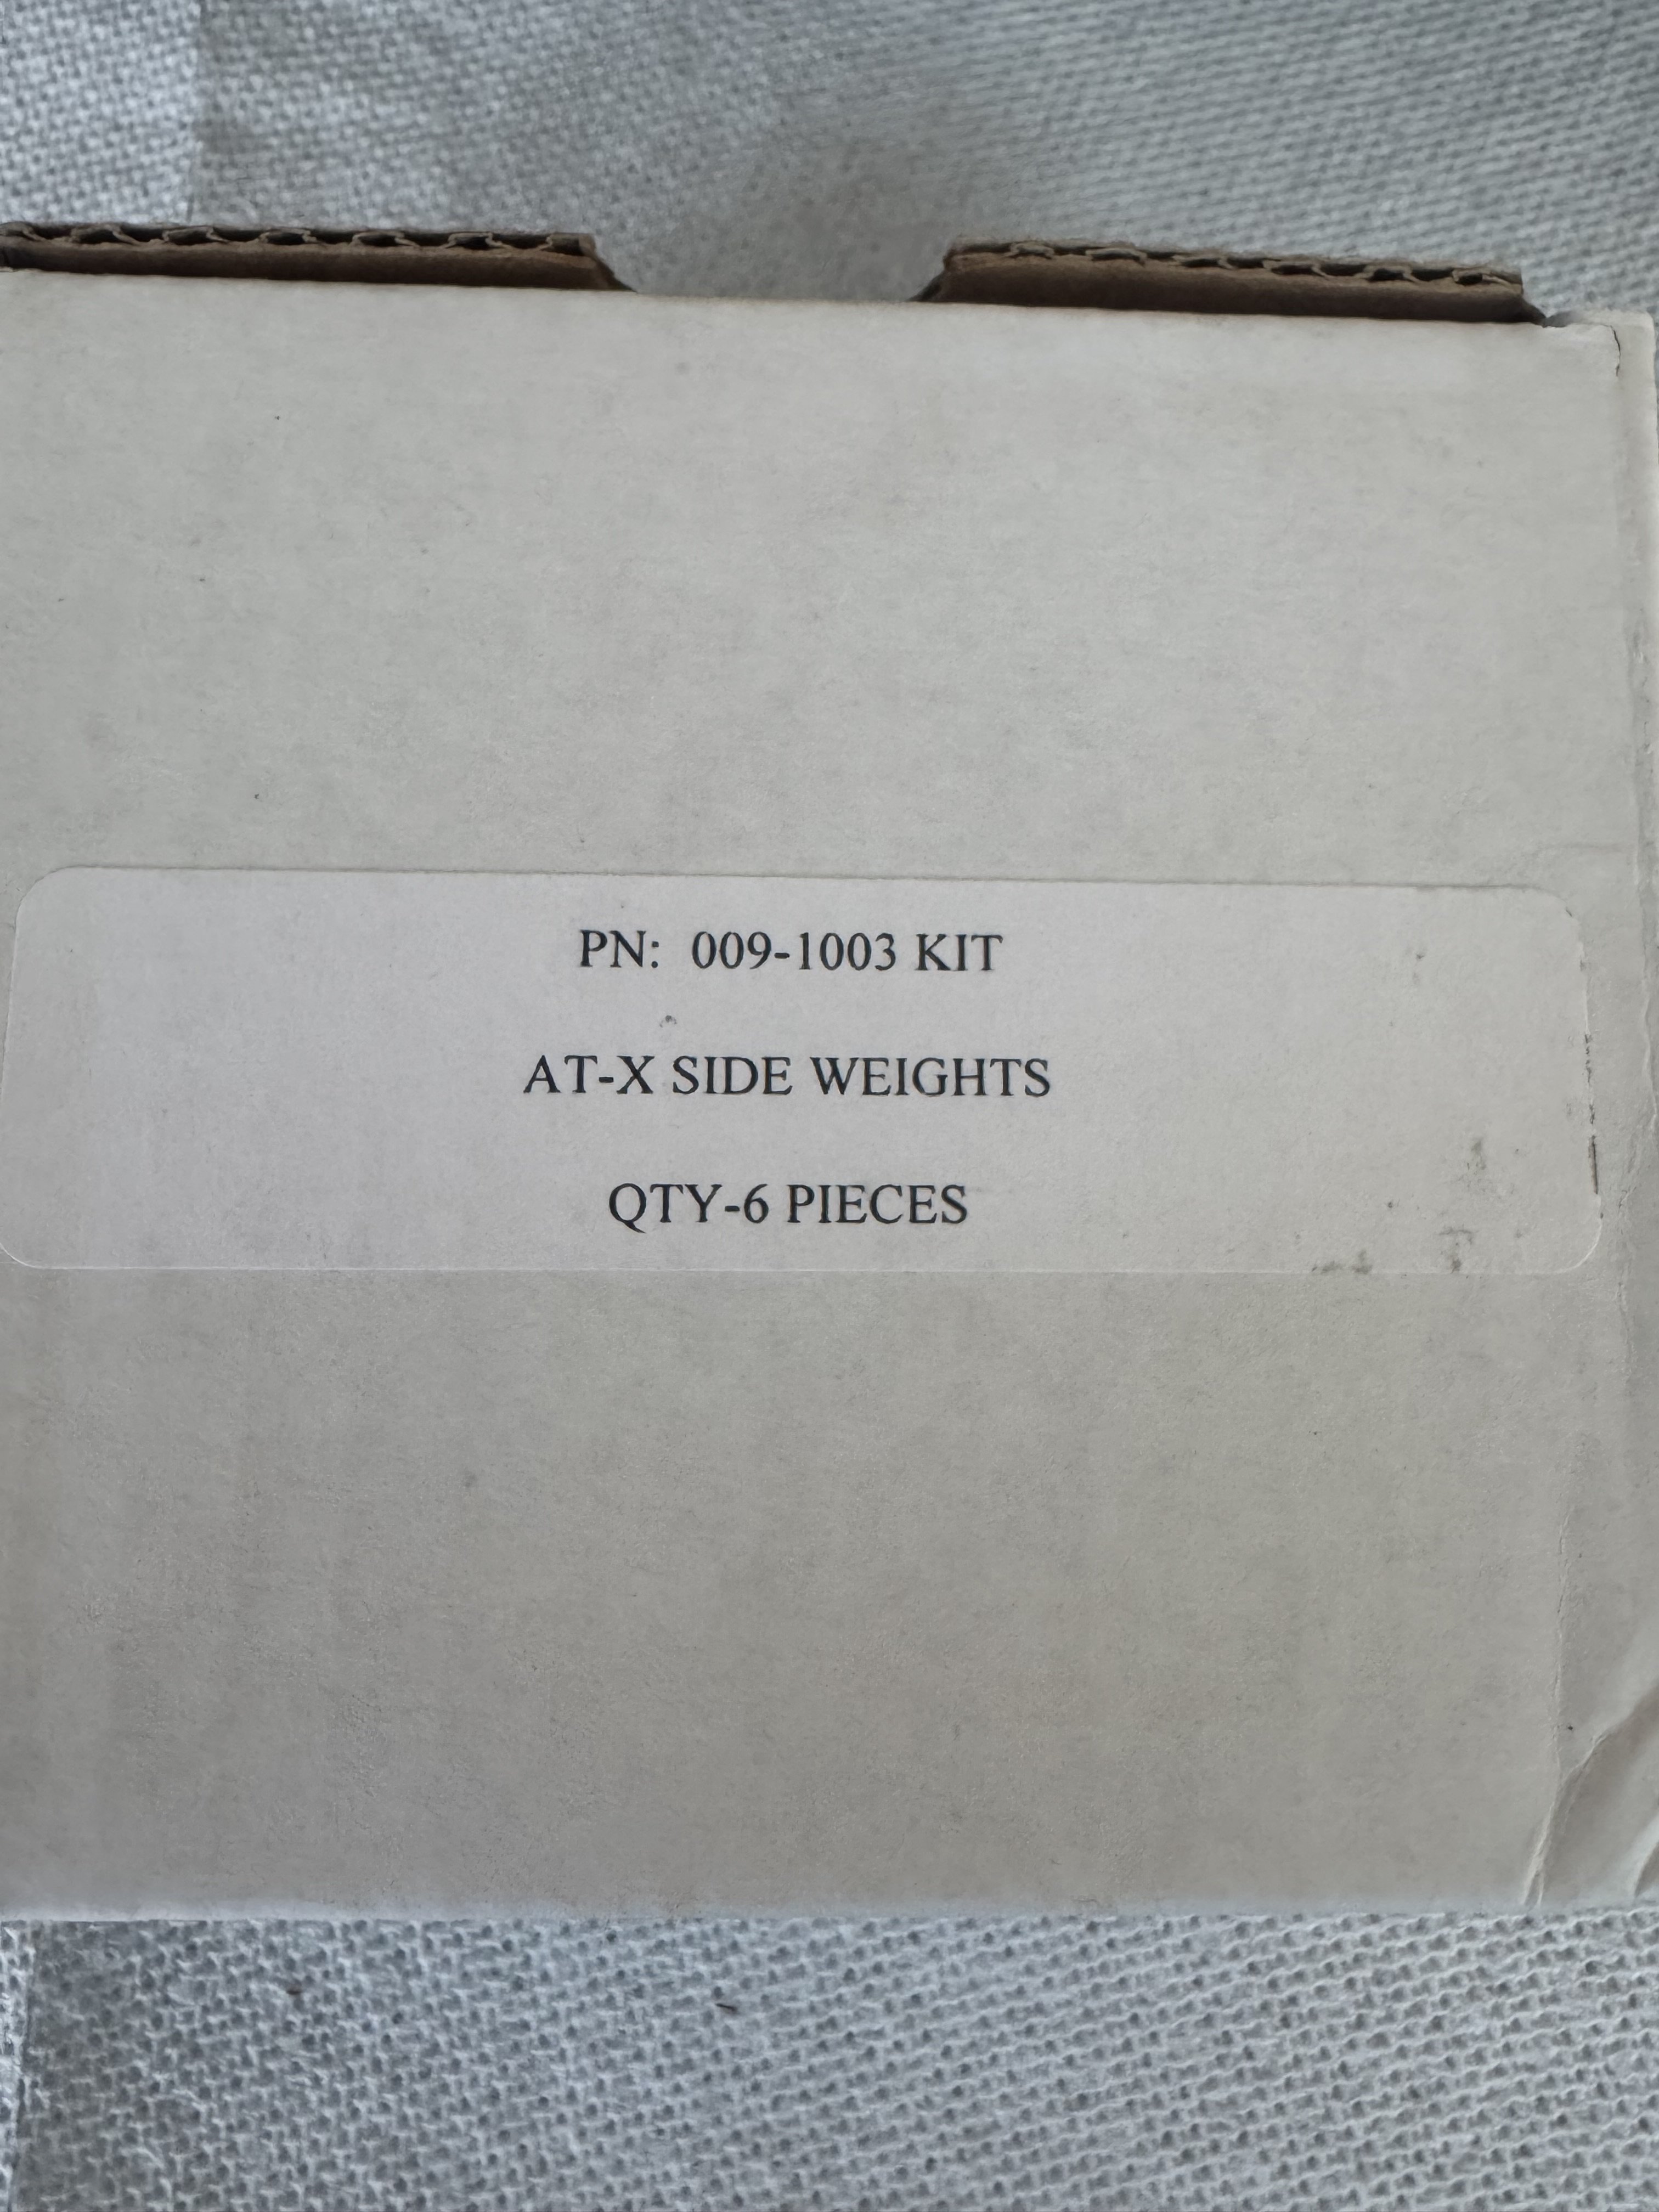 PN: 009-1003 KIT
AT-X SIDE WEIGHTS
QTY-6 PIECES